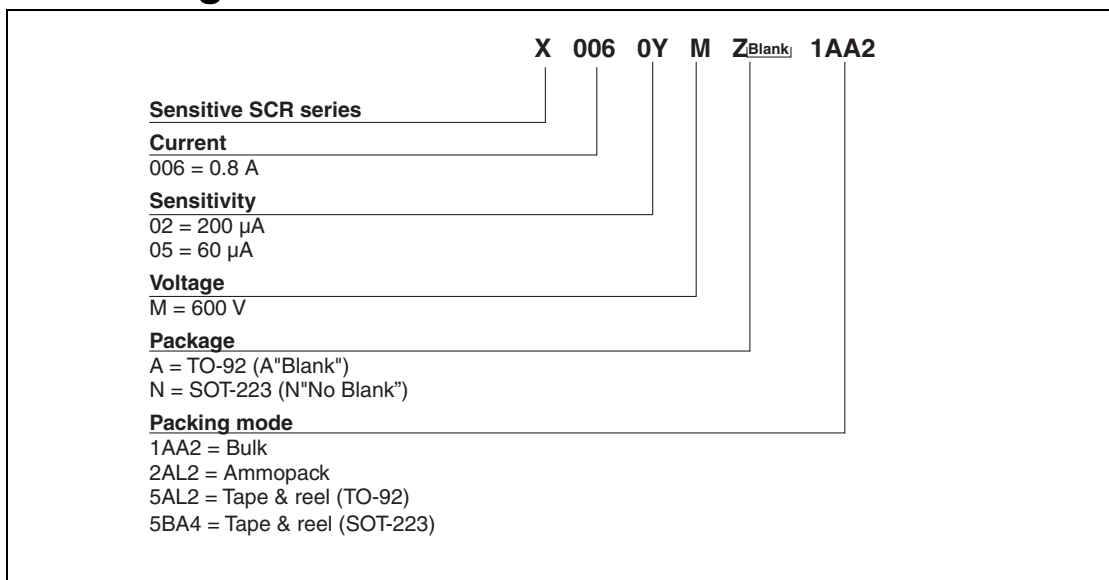 X 006 0Y M Z Blank 1AA2
Sensitive SCR series
Current
006 = 0.8 A
Sensitivity
02 = 200 µA
05 = 60 µA
Voltage
M = 600 V
Package
A = TO-92 (A"Blank")
N = SOT-223 (N"No Blank”)
Packing mode
1AA2 = Bulk
2AL2 = Ammopack
5AL2 = Tape & reel (TO-92)
5BA4 = Tape & reel (SOT-223)